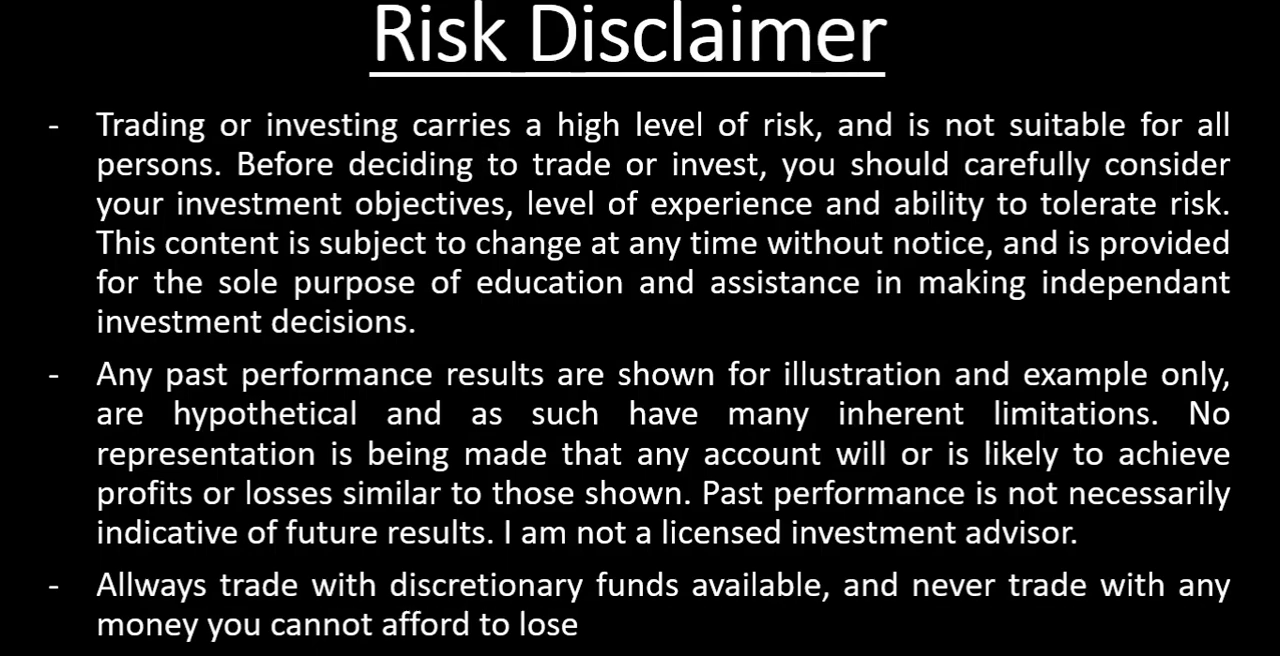 Risk Disclaimer
- Trading or investing carries a high level of risk, and is not suitable for all
persons. Before deciding to trade or invest, you should carefully consider
your investment objectives, level of experience and ability to tolerate risk.
This content is subject to change at any time without notice, and is provided
for the sole purpose of education and assistance in making independant
investment decisions.
- Any past performance results are shown for illustration and example only,
are hypothetical and as such have many inherent limitations. No
representation is being made that any account will or is likely to achieve
profits or losses similar to those shown. Past performance is not necessarily
indicative of future results. I am not a licensed investment advisor.
- Allways trade with discretionary funds available, and never trade with any
money you cannot afford to lose